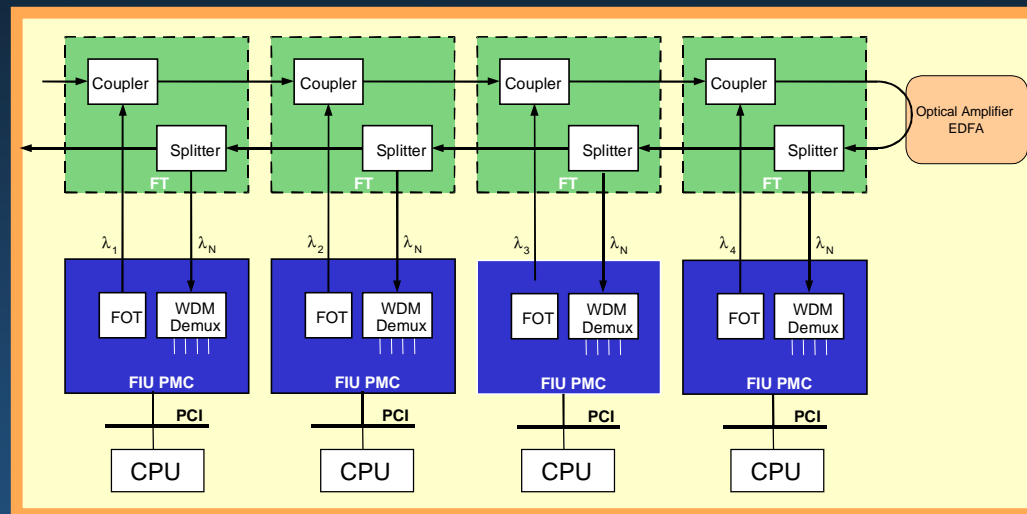 Coupler
Coupler
Coupler
Coupler
Optical Amplifier
EDFA
Splitter
Splitter
Splitter
Splitter
FT
FT
FT
FT
λ1
λN
λ2
λN
λ3
λN
λ4
λN
FOT
WDM
Demux
FOT
WDM
Demux
FOT
WDM
Demux
FOT
WDM
Demux
FIU PMC
FIU PMC
FIU PMC
FIU PMC
PCI
PCI
PCI
PCI
CPU
CPU
CPU
CPU